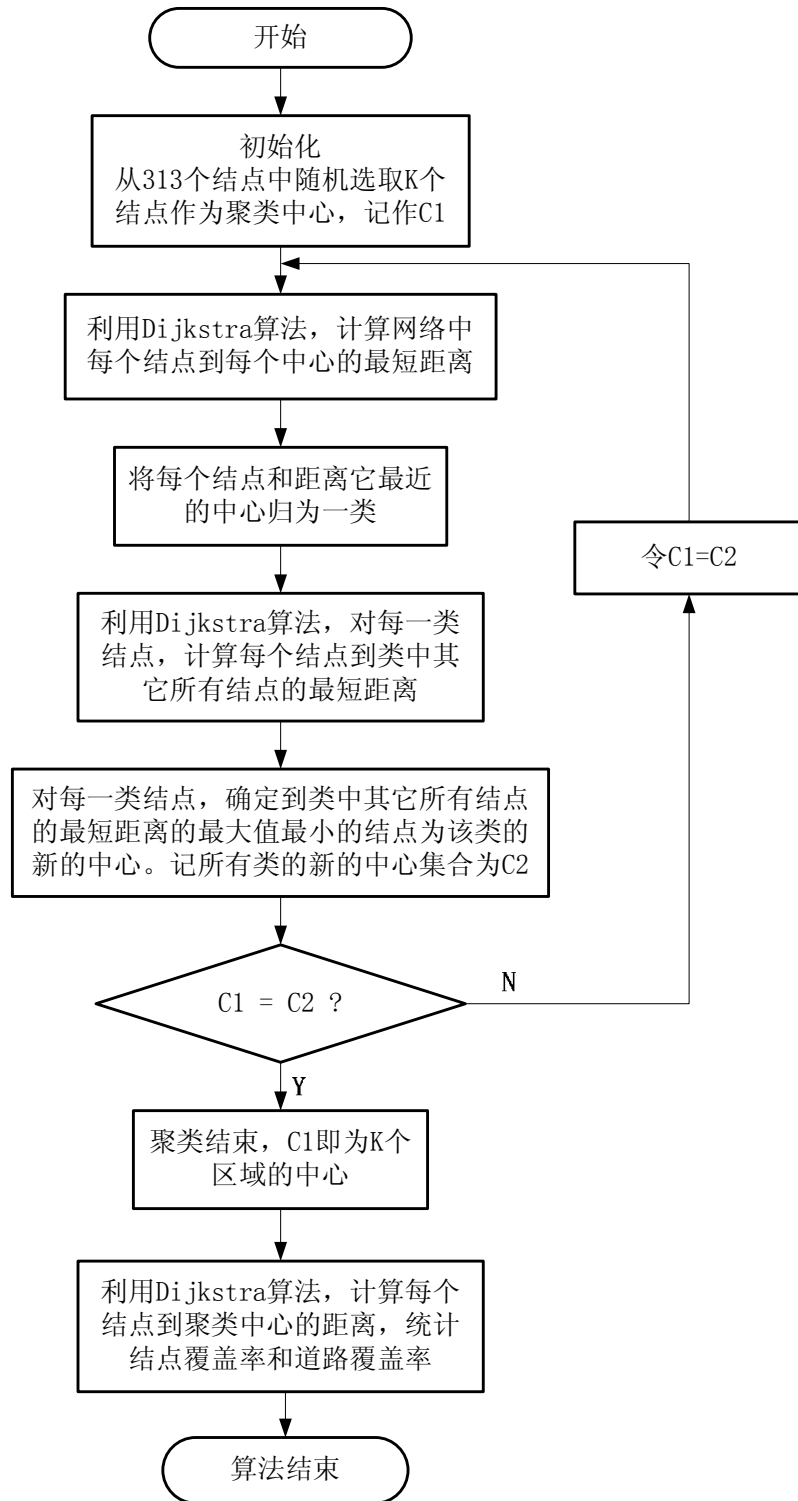 开始
初始化
从313个结点中随机选取K个
结点作为聚类中心，记作C1
利用Dijkstra算法，计算网络中
每个结点到每个中心的最短距离
将每个结点和距离它最近
的中心归为一类
令C1=C2
利用Dijkstra算法，对每一类
结点，计算每个结点到类中其
它所有结点的最短距离
对每一类结点，确定到类中其它所有结点
的最短距离的最大值最小的结点为该类的
新的中心。记所有类的新的中心集合为C2
C1 = C2 ?
N
Y
聚类结束，C1即为K个
区域的中心
利用Dijkstra算法，计算每个
结点到聚类中心的距离，统计
结点覆盖率和道路覆盖率
算法结束